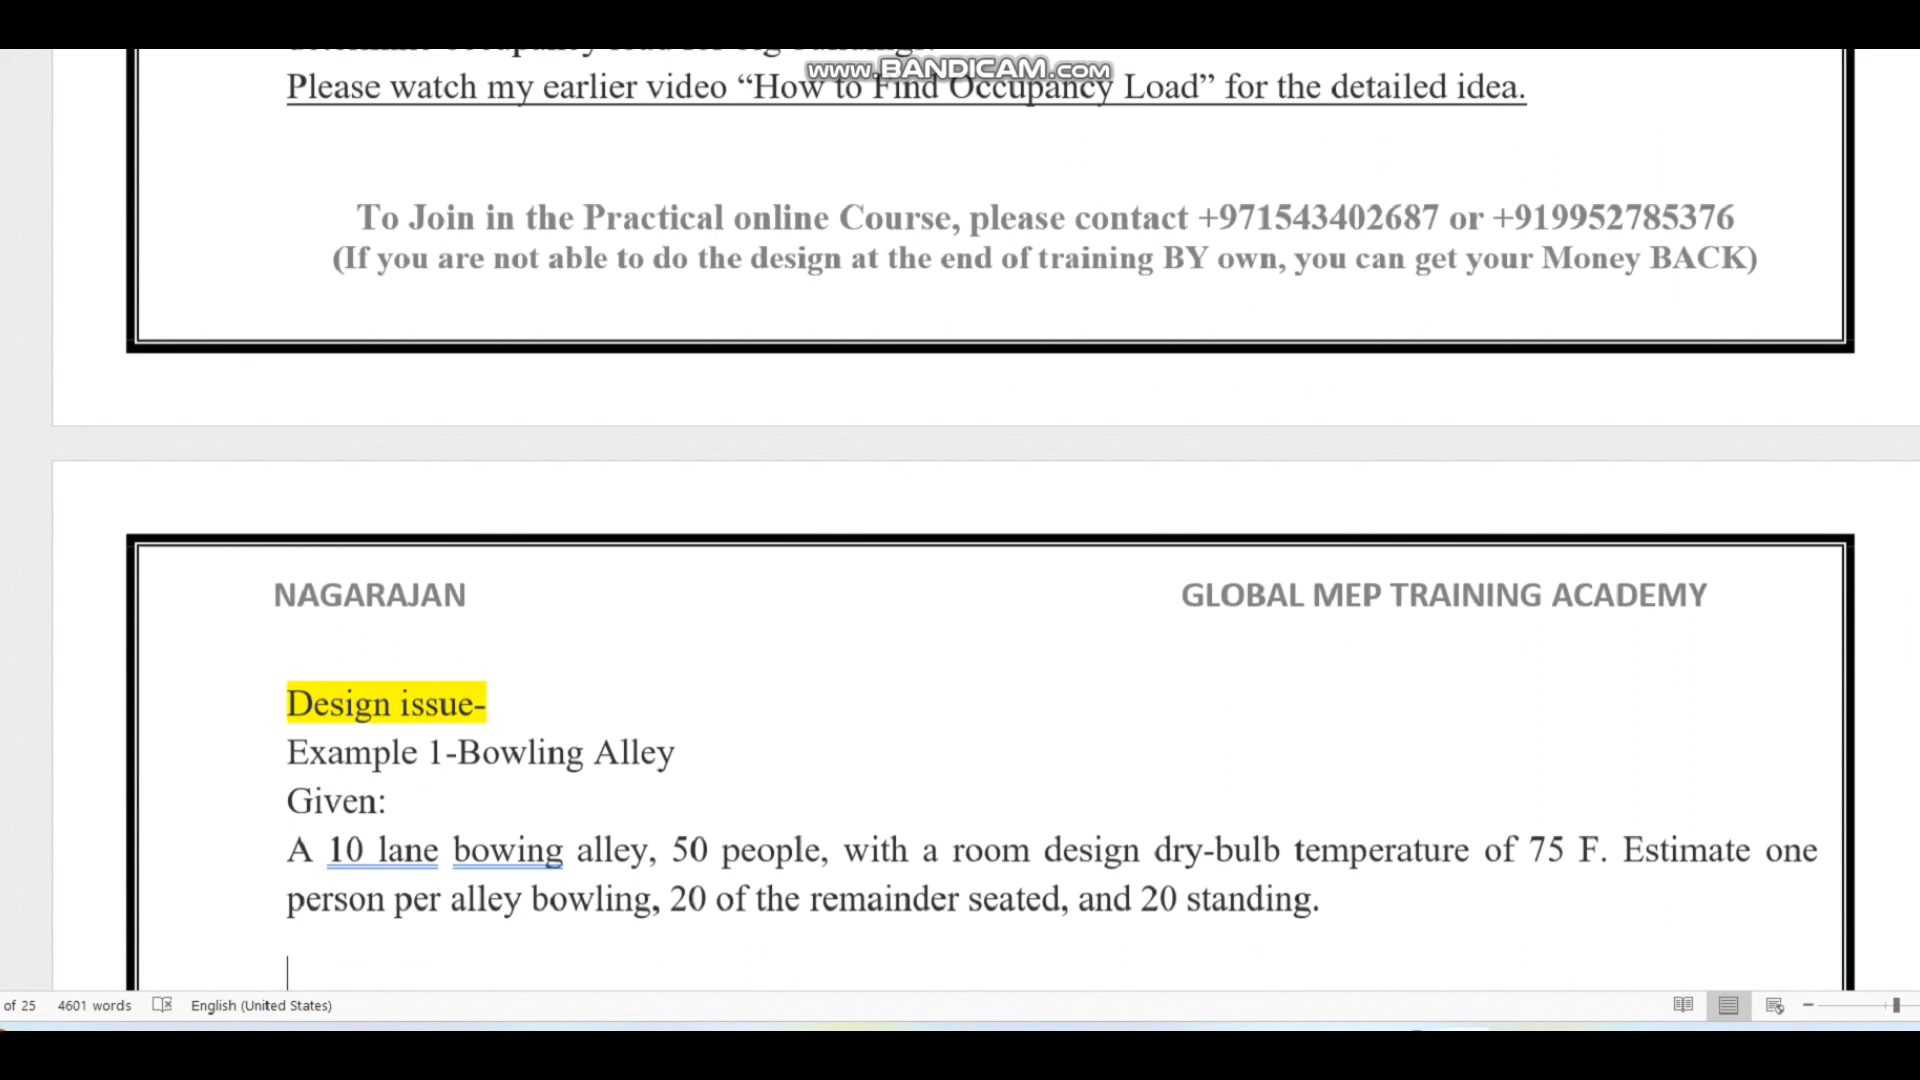 www.BANDICAM.com
Please watch my earlier video “How to Find Occupancy Load” for the detailed idea.
To Join in the Practical online Course, please contact +971543402687 or +919952785376
(If you are not able to do the design at the end of training BY own, you can get your Money BACK)
NAGARAJAN GLOBAL MEP TRAINING ACADEMY
Design issue-
Example 1-Bowling Alley
Given:
A 10 lane bowing alley, 50 people, with a room design dry-bulb temperature of 75 F. Estimate one
person per alley bowling, 20 of the remainder seated, and 20 standing.
of 25 4601 words English (United States)